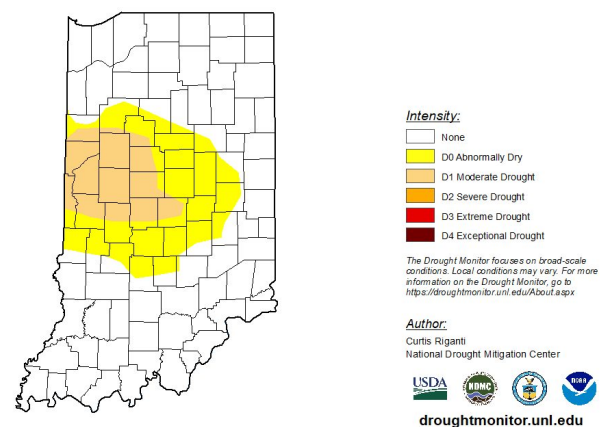 Intensity:
None
D0 Abnormally Dry
D1 Moderate Drought
D2 Severe Drought
D3 Extreme Drought
D4 Exceptional Drought
The Drought Monitor focuses on broad-scale
conditions. Local conditions may vary. For more
information on the Drought Monitor, go to
https://droughtmonitor.unl.edu/About.aspx
Author:
Curtis Riganti
National Drought Mitigation Center
USDA
NDMC
NOAA
droughtmonitor.unl.edu